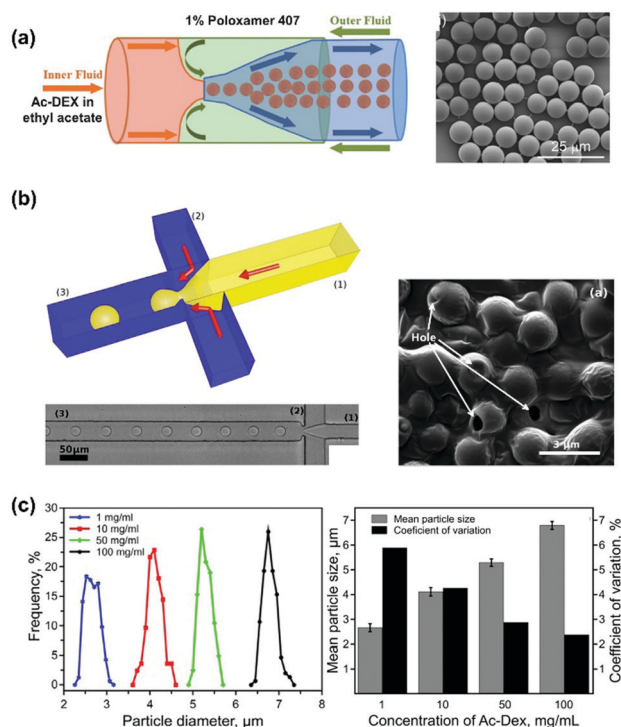 (a)
1% Poloxamer 407
Outer Fluid
Inner Fluid
Ac-DEX in
ethyl acetate
25 μm
(b)
(2)
(3)
(1)
(a)
Hole
3 μm
(3)
(2)
(1)
50μm
(c)
30
25
20
15
10
5
0
Frequency, %
1 mg/ml
10 mg/ml
50 mg/ml
100 mg/ml
2
3
4
5
6
7
8
Particle diameter, μm
Mean particle size
Coeficient of variation
7
6
5
4
3
2
1
Mean particle size, μm
7
6
5
4
3
2
1
0
Coeficient of variation. %
1
10
50
100
Concentration of Ac-Dex, mg/mL